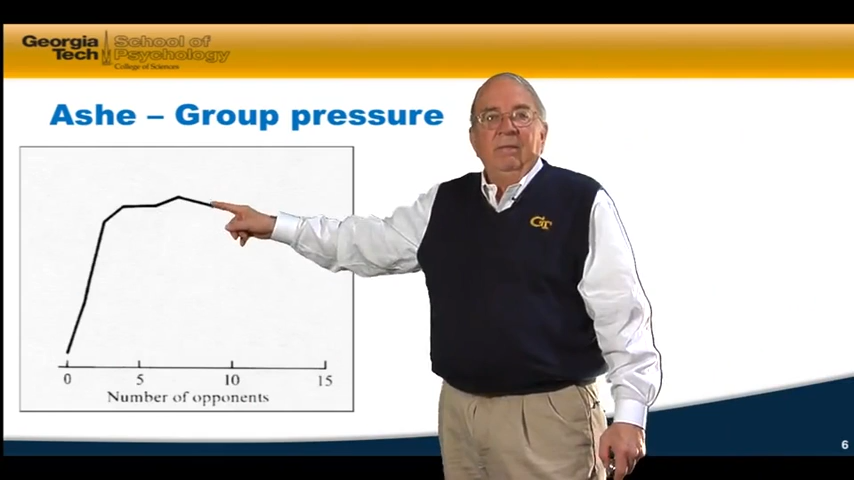 Georgia Tech
School of Psychology
College of Sciences
Ashe – Group pressure
0 5 10 15
Number of opponents
GT
6